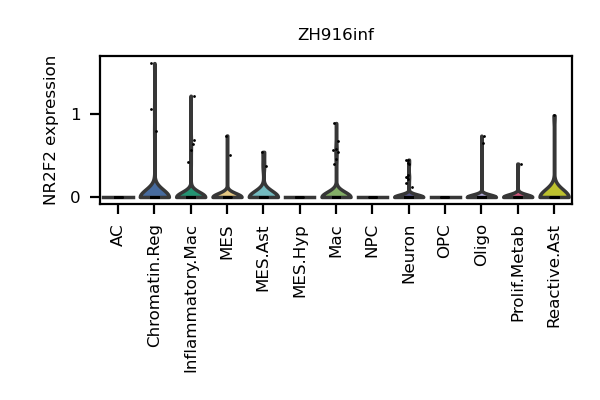 ZH916inf
NR2F2 expression
1
0
AC
Chromatin.Reg
Inflammatory.Mac
MES
MES.Ast
MES.Hyp
Mac
NPC
Neuron
OPC
Oligo
Prolif.Metab
Reactive.Ast